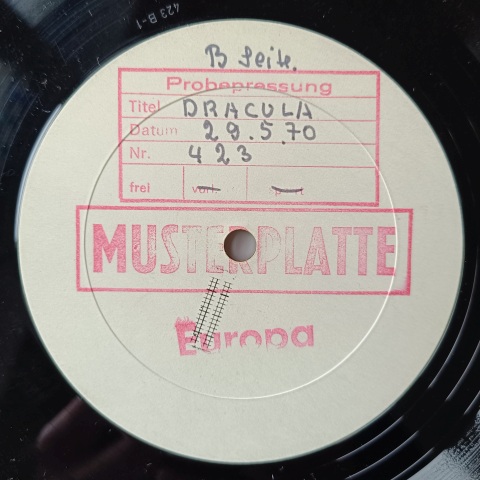 423 B-1
B Seite.
Probepressung
Titel DRACULA
Datum 29.5.70
Nr. 423
frei
MUSTERPLATTE
Europa